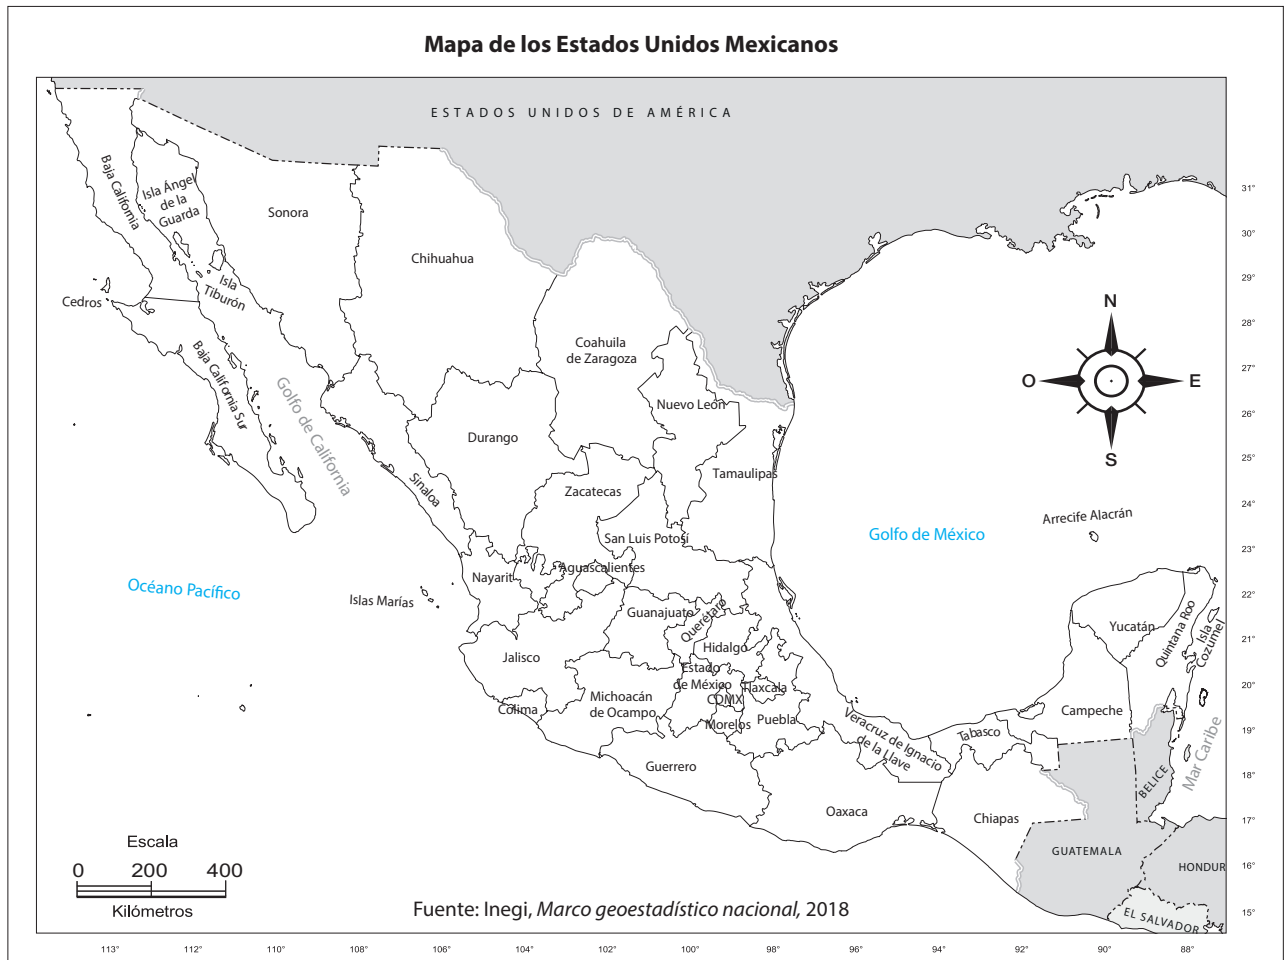 Mapa de los Estados Unidos Mexicanos
ESTADOS UNIDOS DE AMÉRICA
Baja California
Isla Ángel
de la
Guarda
Sonora
Chihuahua
Isla
Tiburón
Cedros
Baja California Sur
Golfo de California
Coahuila
de Zaragoza
Nuevo León
Durango
Sinaloa
Zacatecas
Tamaulipas
San Luis Potosí
Nayarit
Aguascalientes
Océano Pacífico
Islas Marías
Golfo de México
Arrecife Alacrán
N
O
E
S
Guanajuato
Querétaro
Hidalgo
Jalisco
Estado
de México
CDMX
Tlaxcala
Colima
Michoacán
de Ocampo
Morelos
Puebla
Veracruz de Ignacio
de la Llave
Guerrero
Oaxaca
Tabasco
Chiapas
Campeche
Yucatán
Quintana Roo
Isla
Cozumel
Mar Caribe
BELICE
GUATEMALA
HONDUR
EL SALVADOR
Escala
0 200 400
Kilómetros
Fuente: Inegi, Marco geoestadístico nacional, 2018
31°
30°
29°
28°
27°
26°
25°
24°
23°
22°
21°
20°
19°
18°
17°
16°
15°
113° 112° 106° 104° 102° 100° 98° 96° 94° 92° 90° 88°